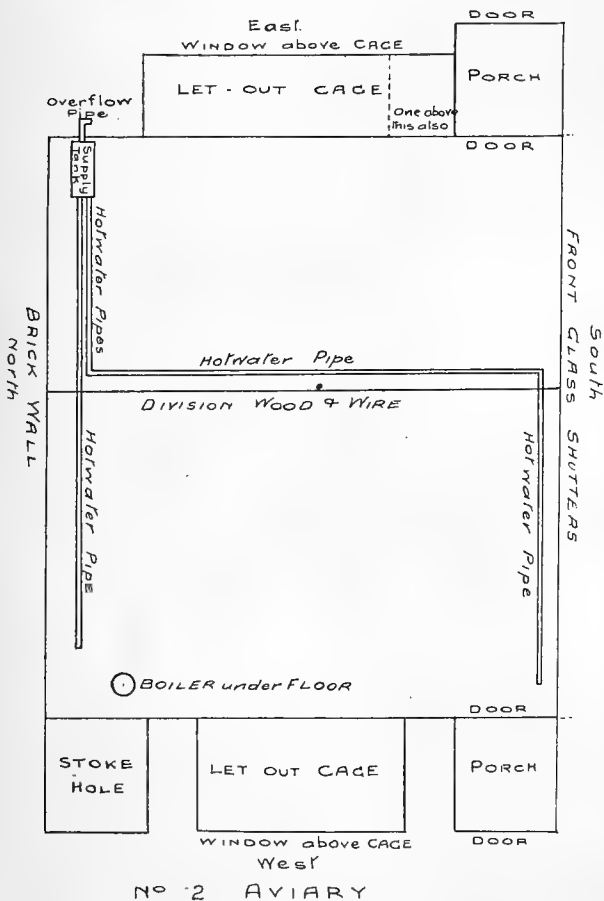 East.
WINDOW above CAGE
DOOR
LET-OUT CAGE
PORCH
One above
this also
DOOR
Overflow
Pipe
Supply
Tank
Hotwater Pipes
Hotwater Pipe
DIVISION WOOD & WIRE
BRICK WALL
North
FRONT GLASS SHUTTERS
South
Hotwater Pipe
Hotwater Pipe
BOILER under FLOOR
DOOR
STOKE
HOLE
LET OUT CAGE
PORCH
WINDOW above CAGE
DOOR
West
No 2 AVIARY